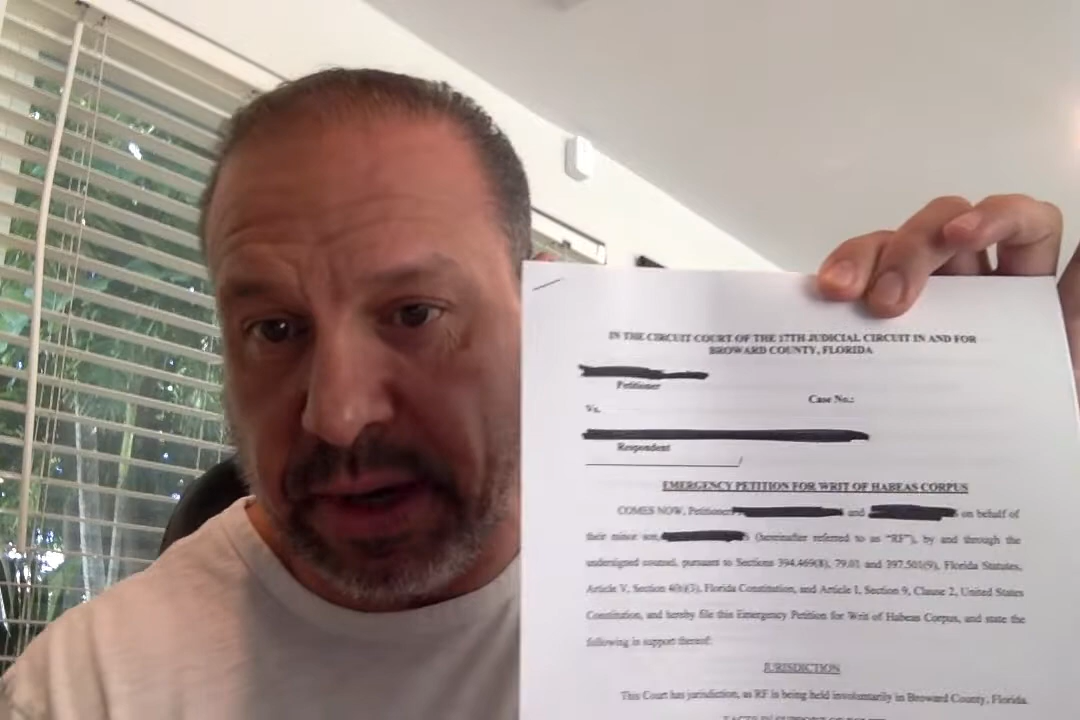 IN THE CIRCUIT COURT OF THE 17TH JUDICIAL CIRCUIT IN AND FOR
BROWARD COUNTY, FLORIDA
Petitioner
Case No.:
Vs.
Respondent
/
EMERGENCY PETITION FOR WRIT OF HABEAS CORPUS
COMES NOW, Petitioner and on behalf of
their minor son, (hereinafter referred to as "RF"), by and through the
undersigned counsel, pursuant to Sections 394.469(8), 79.01 and 397.501(9), Florida Statutes,
Article V, Section Florida Constitution, and Article I, Section 9, Clause 2, United States
Constitution, and hereby file this Emergency Petition for Writ of Habeas Corpus, and state the
following in support thereof:
JURISDICTION
This Court has jurisdiction, as RF is being held involuntarily in Broward County, Florida.
FACTS IN SUPPORT OF